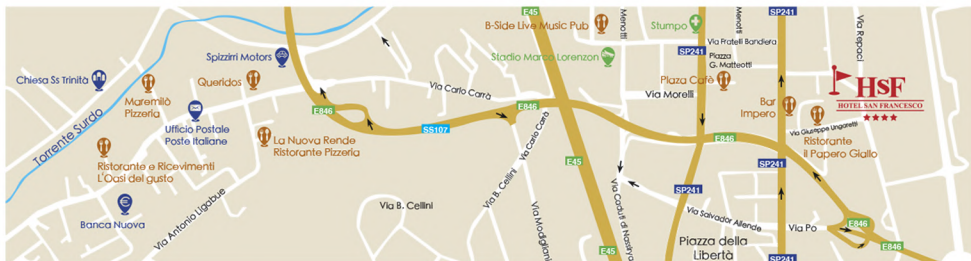 E45
SP241
B-Side Live Music Pub
Menotti
Stumpo
Menotti
Via Fratelli Bandiera
Via Repaci
Spizzirri Motors
Stadio Marco Lorenzon
SP241
Piazza
G. Matteotti
Chiesa Ss Trinità
Maremilò
Pizzeria
Queridos
Via Carlo Carrà
Plaza Cafè
Via Morelli
HSF
HOTEL SAN FRANCESCO
Torrente Surdo
E846
E846
Bar
Impero
Ufficio Postale
Poste Italiane
SS107
Via Carlo Carrà
E846
Via Giuseppe Ungaretti
La Nuova Rende
Ristorante Pizzeria
Ristorante
il Papero Giallo
Ristorante e Ricevimenti
L'Oasi del gusto
E45
SP241
SP241
Via Caduti di Nassirya
Banca Nuova
Via Antonio Ligabue
Via B. Cellini
Via B. Cellini
Via Modigliani
Via Salvador Allende
Via Po
E846
Piazza della
Libertà
E45
SP241
E846